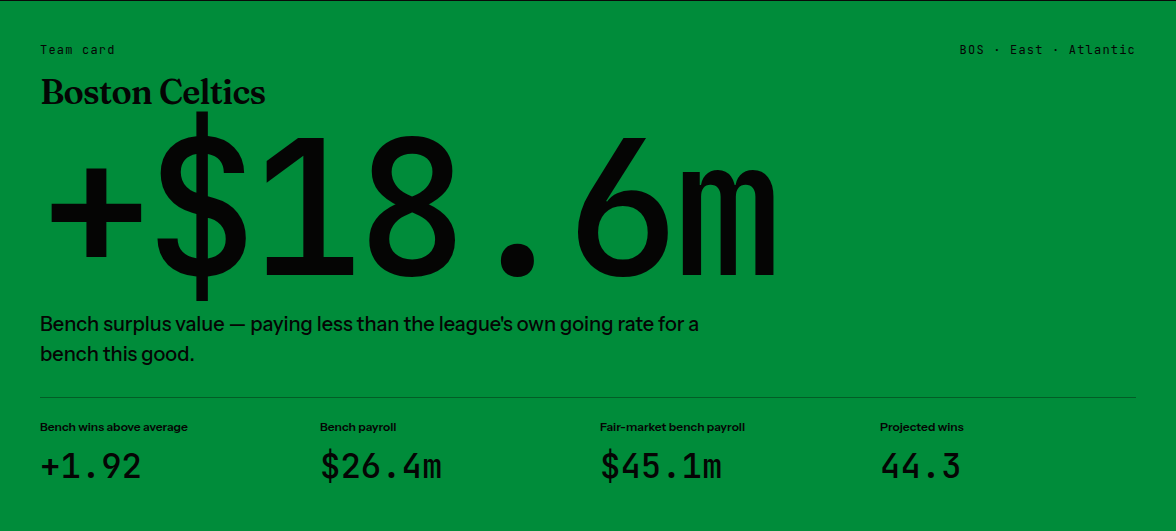 Team card
BOS · East · Atlantic
Boston Celtics
+$18.6m
Bench surplus value — paying less than the league's own going rate for a
bench this good.
Bench wins above average
Bench payroll
Fair-market bench payroll
Projected wins
+1.92
$26.4m
$45.1m
44.3